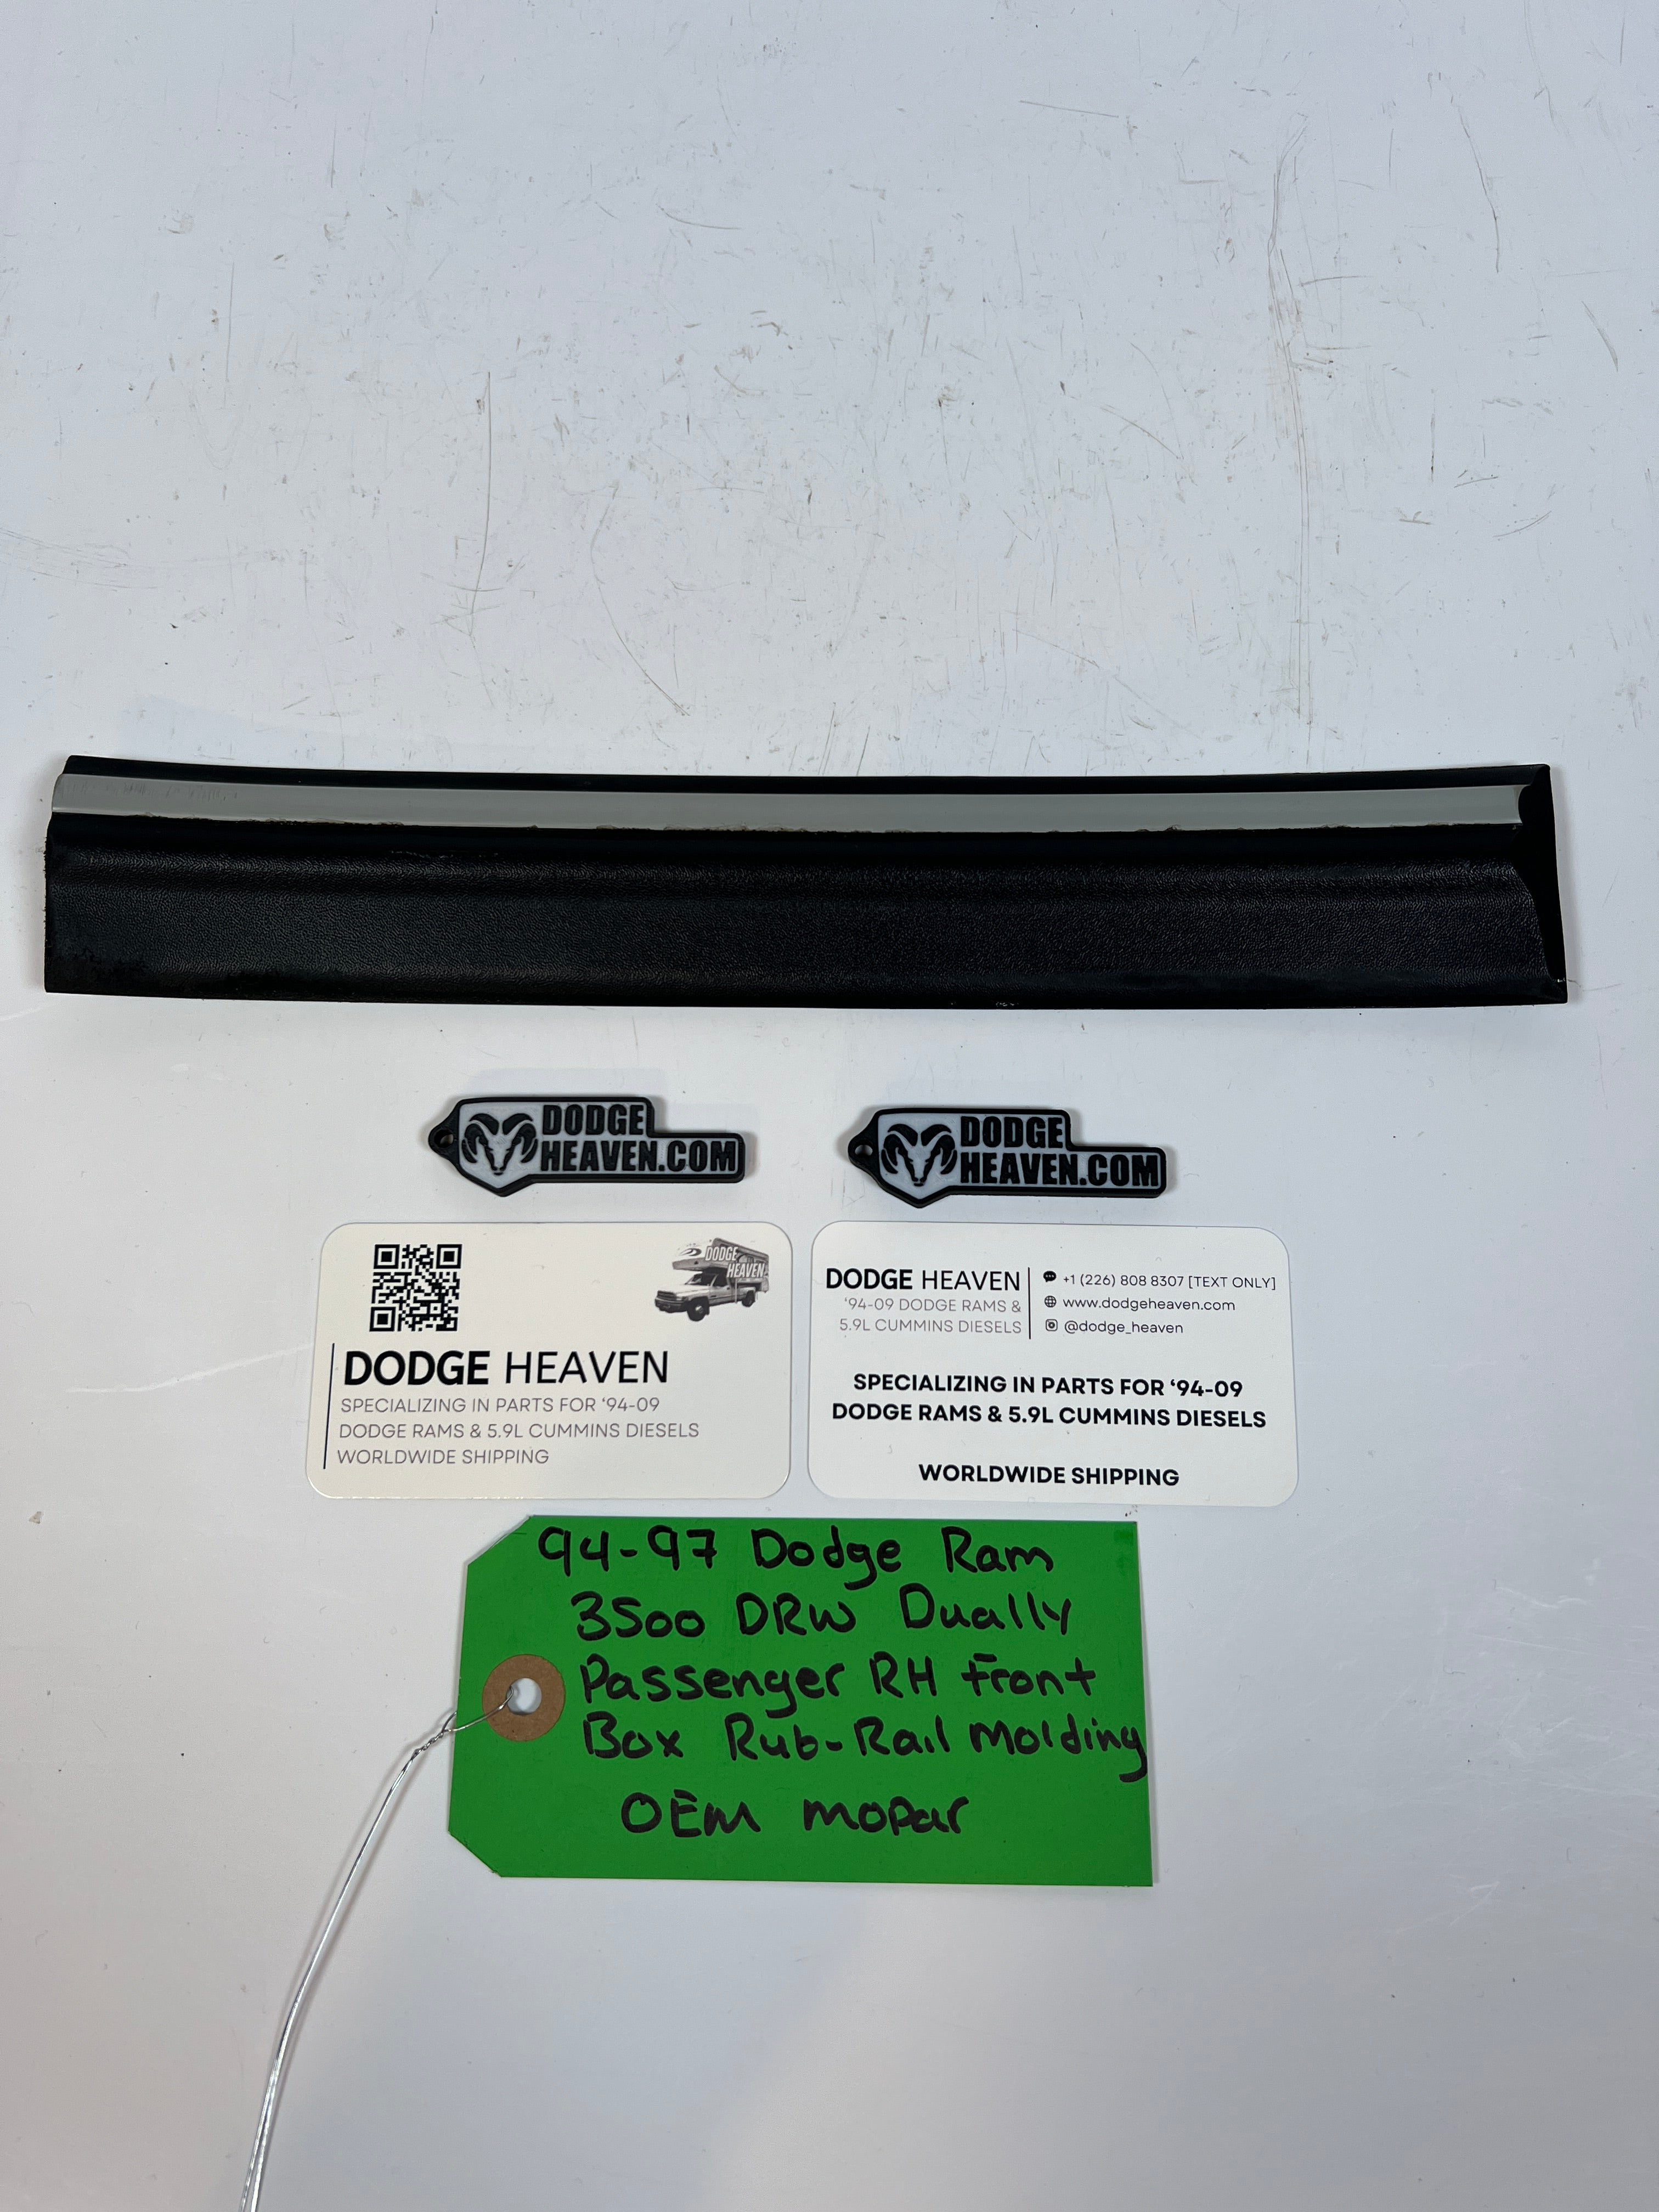 DODGE
HEAVEN.COM
DODGE
HEAVEN.COM
DODGE
HEAVEN
DODGE HEAVEN
SPECIALIZING IN PARTS FOR ‘94-09
DODGE RAMS & 5.9L CUMMINS DIESELS
WORLDWIDE SHIPPING
DODGE HEAVEN
‘94-09 DODGE RAMS &
5.9L CUMMINS DIESELS
+1 (226) 808 8307 [TEXT ONLY]
www.dodgeheaven.com
@dodge_heaven
SPECIALIZING IN PARTS FOR ‘94-09
DODGE RAMS & 5.9L CUMMINS DIESELS
WORLDWIDE SHIPPING
94-97 Dodge Ram
3500 DRW Dually
Passenger RH Front
Box Rub-Rail Molding
OEM Mopar